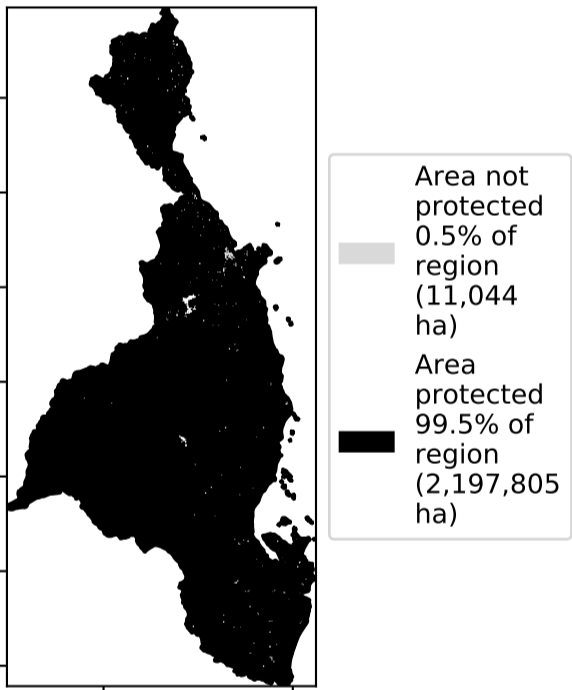 Area not
protected
0.5% of
region
(11,044
ha)
Area
protected
99.5% of
region
(2,197,805
ha)